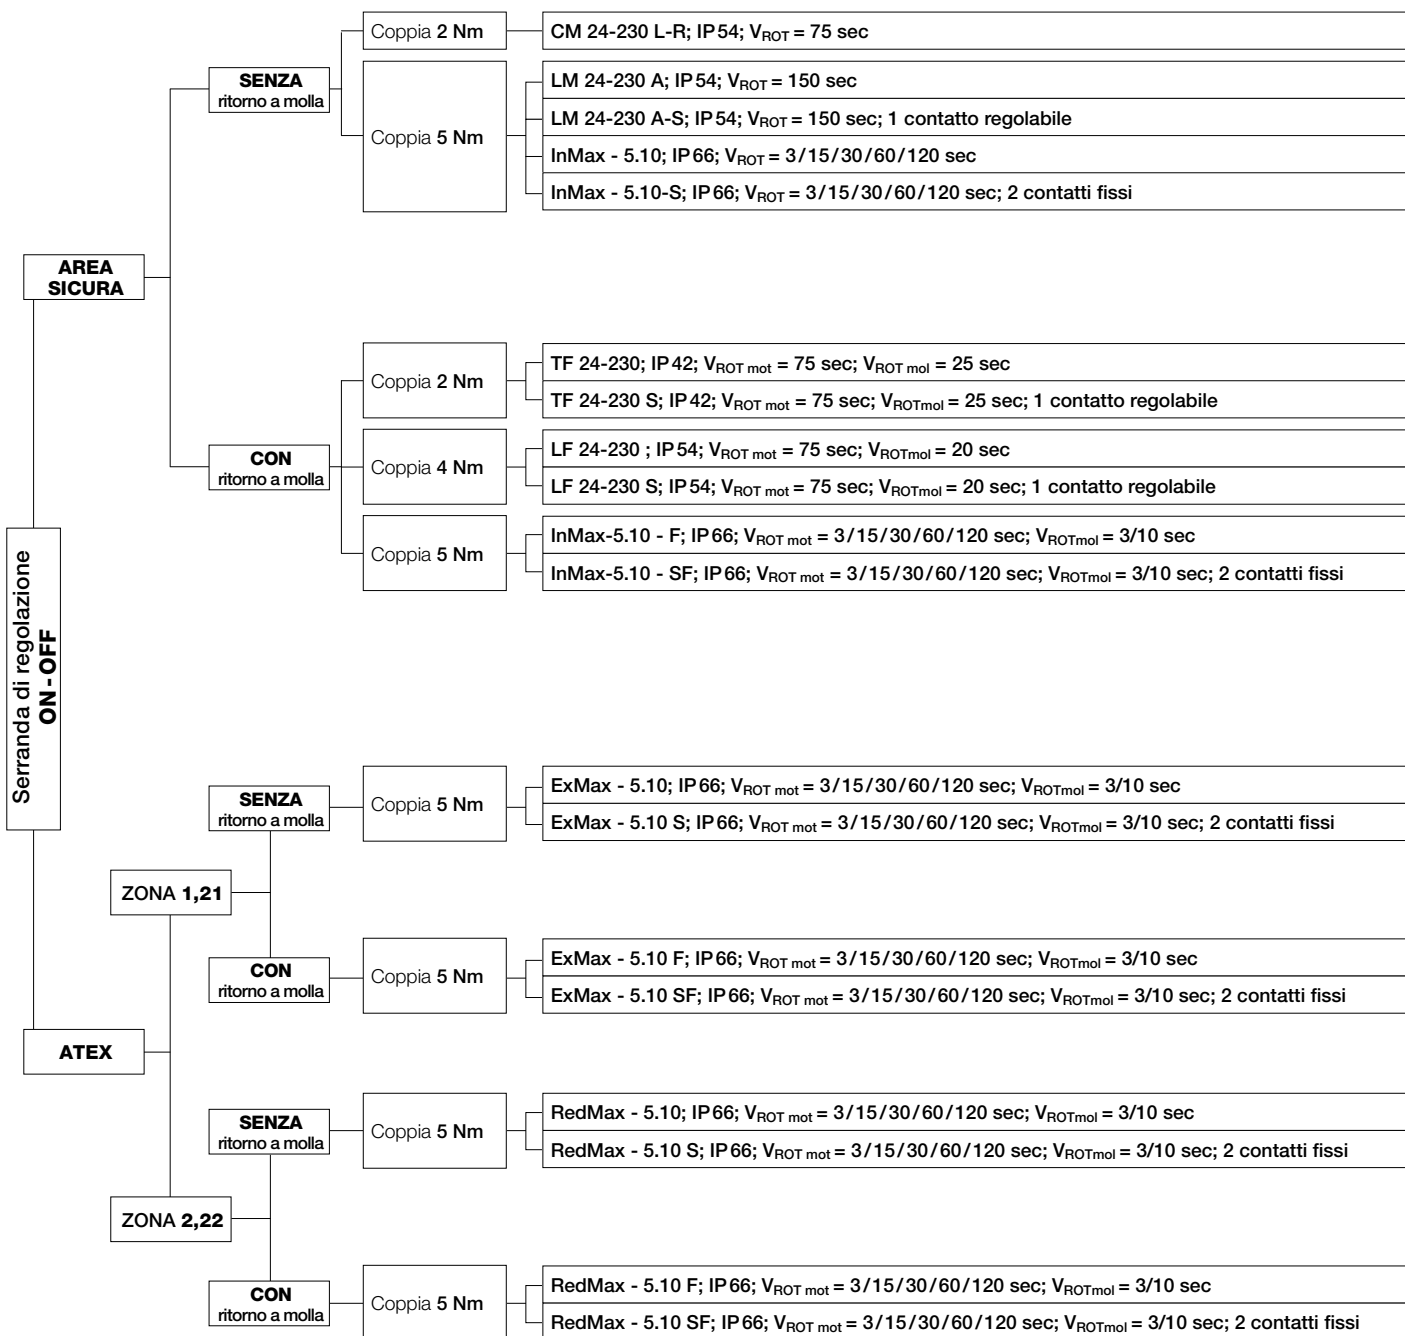 Serranda di regolazione
ON - OFF
AREA
SICURA
SENZA
ritorno a molla
Coppia 2 Nm
CM 24-230 L-R; IP54; VROT = 75 sec
Coppia 5 Nm
LM 24-230 A; IP54; VROT = 150 sec
LM 24-230 A-S; IP54; VROT = 150 sec; 1 contatto regolabile
InMax - 5.10; IP66; VROT = 3/15/30/60/120 sec
InMax - 5.10-S; IP66; VROT = 3/15/30/60/120 sec; 2 contatti fissi
CON
ritorno a molla
Coppia 2 Nm
TF 24-230; IP42; VROT mot = 75 sec; VROT mol = 25 sec
TF 24-230 S; IP42; VROT mot = 75 sec; VROTmol = 25 sec; 1 contatto regolabile
Coppia 4 Nm
LF 24-230 ; IP54; VROT mot = 75 sec; VROTmol = 20 sec
LF 24-230 S; IP54; VROT mot = 75 sec; VROTmol = 20 sec; 1 contatto regolabile
Coppia 5 Nm
InMax-5.10 - F; IP66; VROT mot = 3/15/30/60/120 sec; VROTmol = 3/10 sec
InMax-5.10 - SF; IP66; VROT mot = 3/15/30/60/120 sec; VROTmol = 3/10 sec; 2 contatti fissi
ATEX
ZONA 1,21
SENZA
ritorno a molla
Coppia 5 Nm
ExMax - 5.10; IP66; VROT mot = 3/15/30/60/120 sec; VROTmol = 3/10 sec
ExMax - 5.10 S; IP66; VROT mot = 3/15/30/60/120 sec; VROTmol = 3/10 sec; 2 contatti fissi
CON
ritorno a molla
Coppia 5 Nm
ExMax - 5.10 F; IP66; VROT mot = 3/15/30/60/120 sec; VROTmol = 3/10 sec
ExMax - 5.10 SF; IP66; VROT mot = 3/15/30/60/120 sec; VROTmol = 3/10 sec; 2 contatti fissi
ZONA 2,22
SENZA
ritorno a molla
Coppia 5 Nm
RedMax - 5.10; IP66; VROT mot = 3/15/30/60/120 sec; VROTmol = 3/10 sec
RedMax - 5.10 S; IP66; VROT mot = 3/15/30/60/120 sec; VROTmol = 3/10 sec; 2 contatti fissi
CON
ritorno a molla
Coppia 5 Nm
RedMax - 5.10 F; IP66; VROT mot = 3/15/30/60/120 sec; VROTmol = 3/10 sec
RedMax - 5.10 SF; IP66; VROT mot = 3/15/30/60/120 sec; VROTmol = 3/10 sec; 2 contatti fissi